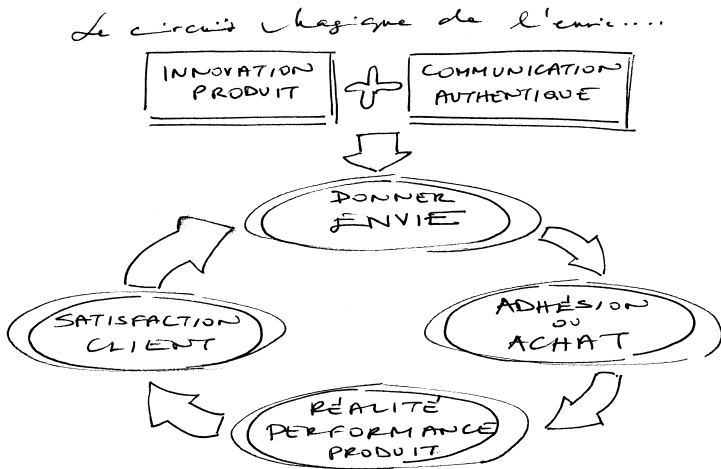 Le circuit magique de l'envie....
INNOVATION
PRODUIT
COMMUNICATION
AUTHENTIQUE
DONNER
ENVIE
ADHÉSION
OU
ACHAT
RÉALITÉ
PERFORMANCE
PRODUIT
SATISFACTION
CLIENT